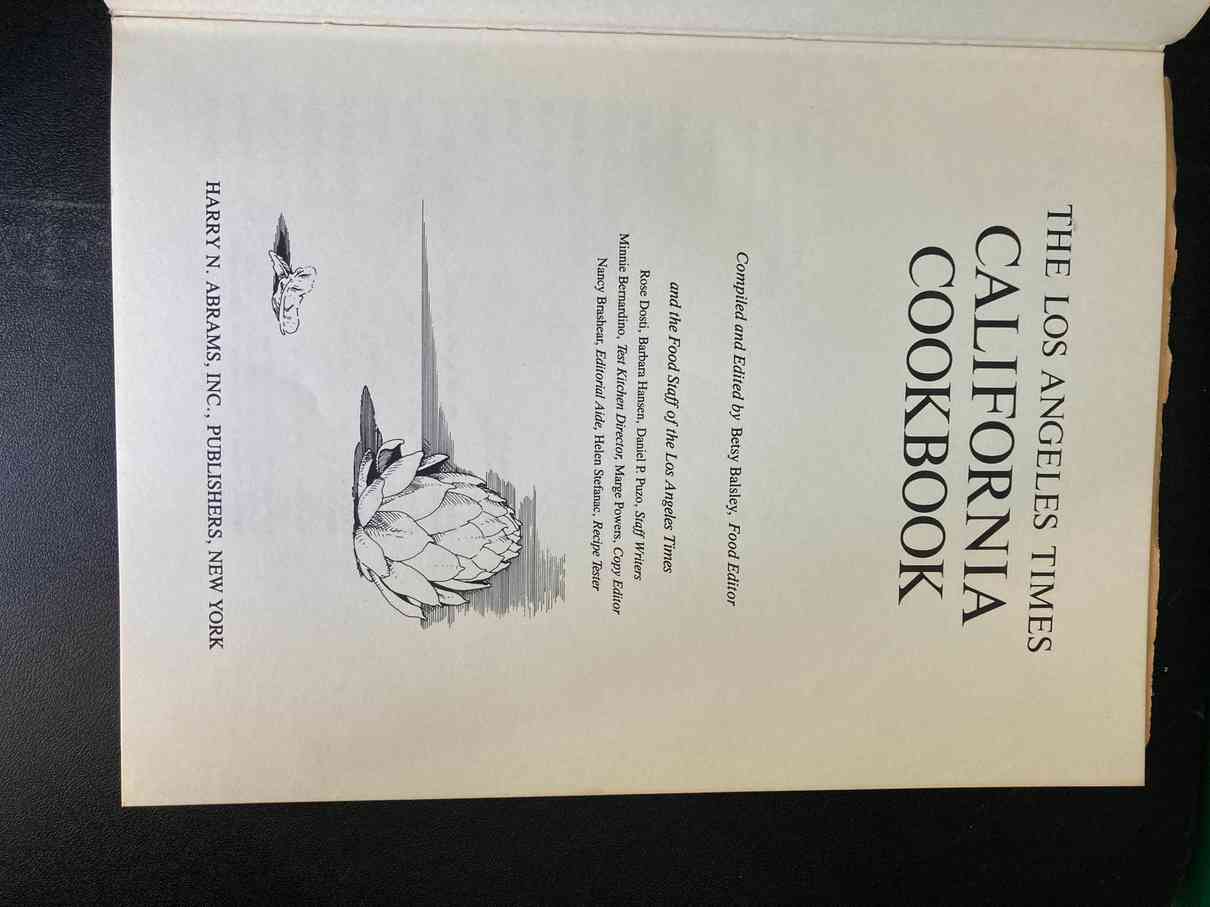 THE LOS ANGELES TIMES
CALIFORNIA
COOKBOOK
Compiled and Edited by Betsy Balsley, Food Editor
and the Food Staff of the Los Angeles Times
Rose Dosti, Barbara Hansen, Daniel P. Puzo, Staff Writers
Minnie Bernardino, Test Kitchen Director, Marge Powers, Copy Editor
Nancy Brashear, Editorial Aide, Helen Stefanac, Recipe Tester
HARRY N. ABRAMS, INC., PUBLISHERS, NEW YORK